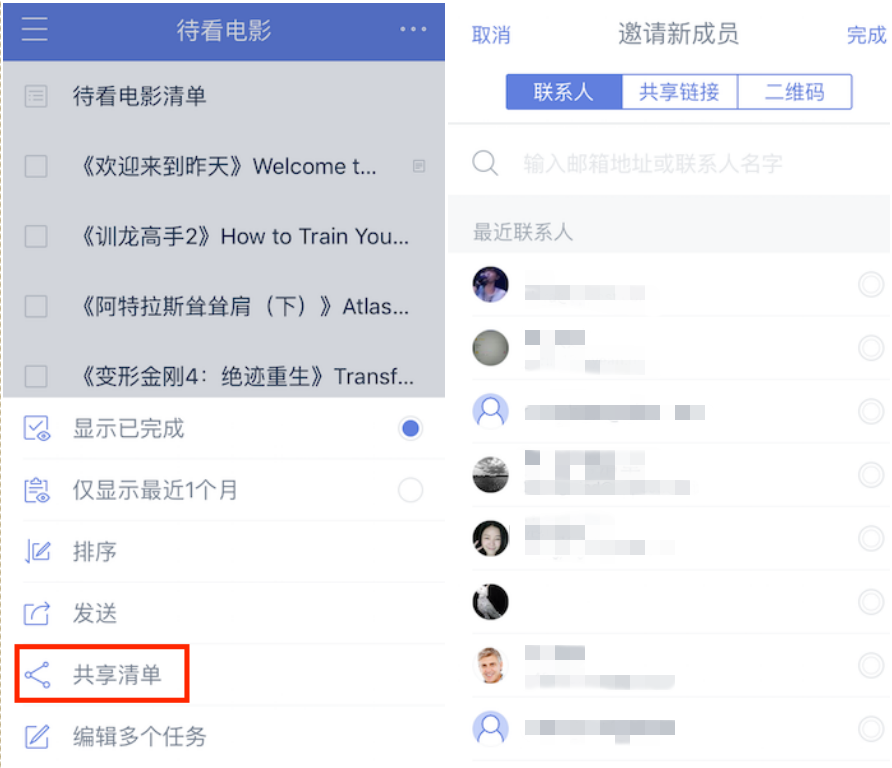 待看电影
待看电影清单
《欢迎来到昨天》Welcome t...
《训龙高手2》How to Train You...
《阿特拉斯耸耸肩（下）》Atlas...
《变形金刚4：绝迹重生》Transf...
显示已完成
仅显示最近1个月
排序
发送
共享清单
编辑多个任务
取消 邀请新成员 完成
联系人 共享链接 二维码
输入邮箱地址或联系人名字
最近联系人